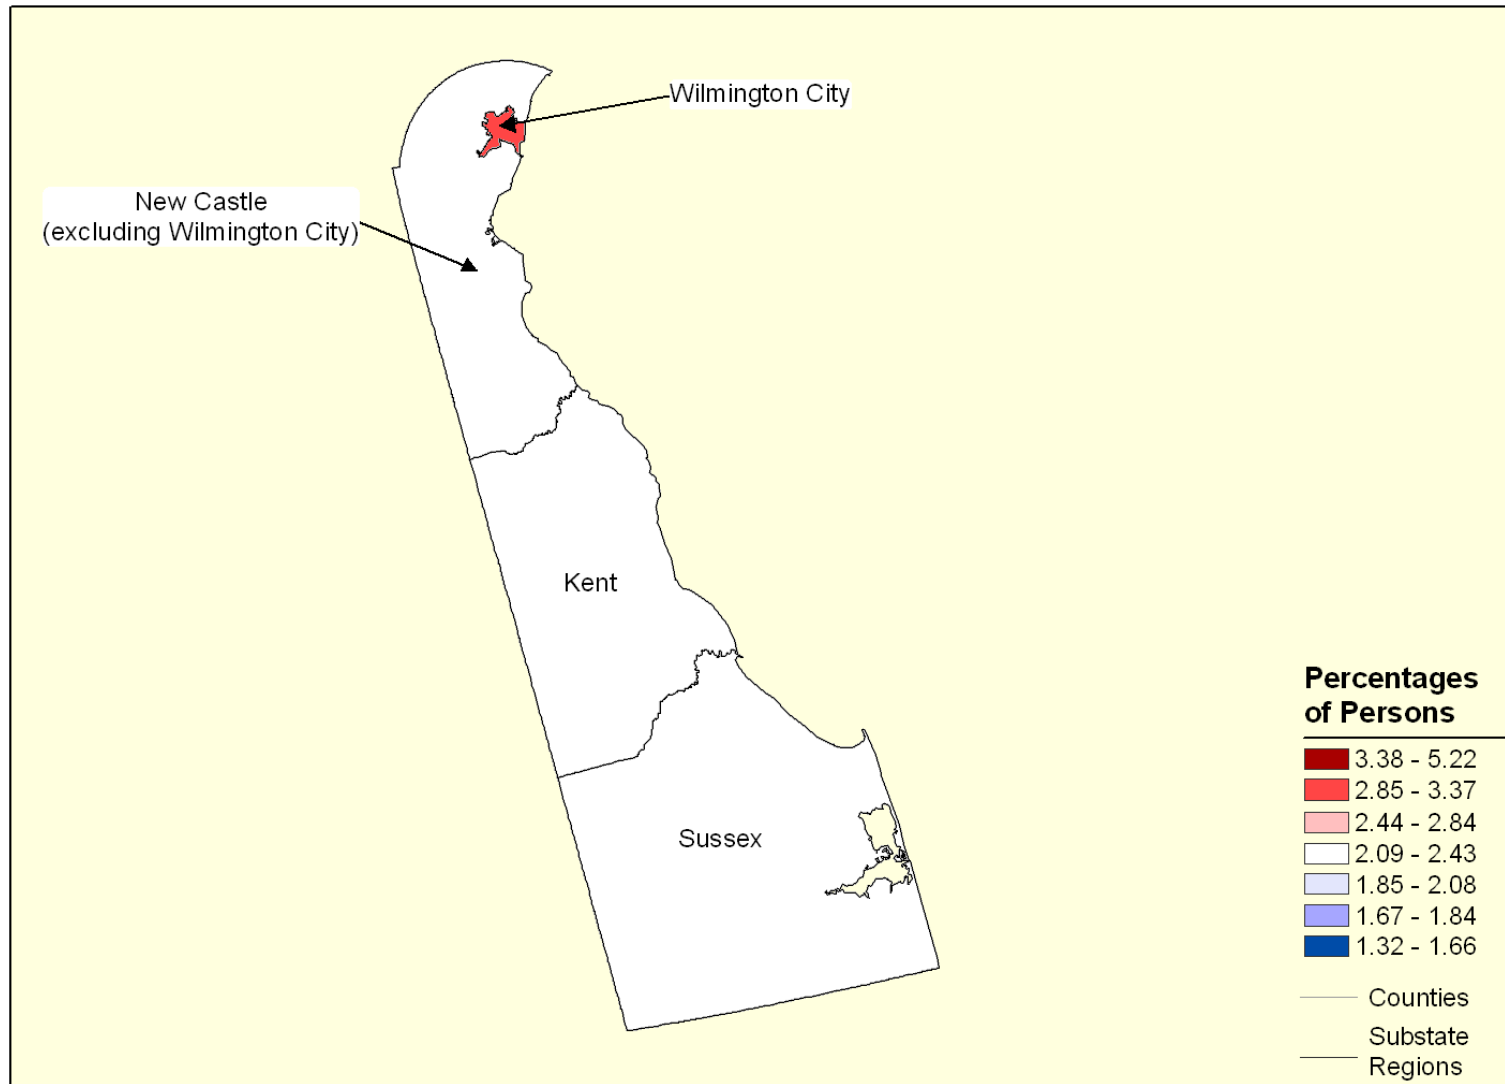 Wilmington City
New Castle
(excluding Wilmington City)
Kent
Sussex
Percentages
of Persons
3.38 - 5.22
2.85 - 3.37
2.44 - 2.84
2.09 - 2.43
1.85 - 2.08
1.67 - 1.84
1.32 - 1.66
Counties
Substate
Regions